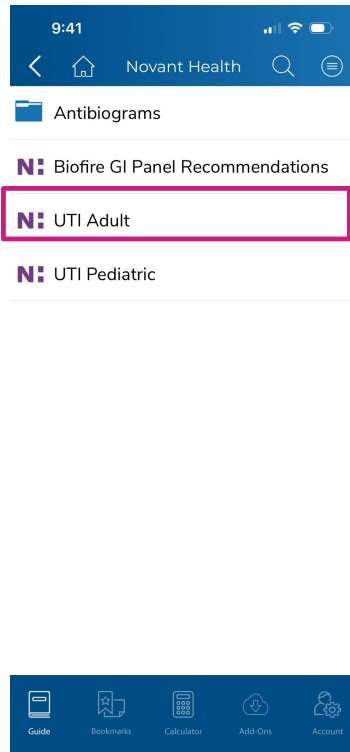 9:41
Novant Health
Antibiograms
N Biofire GI Panel Recommendations
N UTI Adult
N UTI Pediatric
Guide Bookmarks Calculator Add-Ons Account